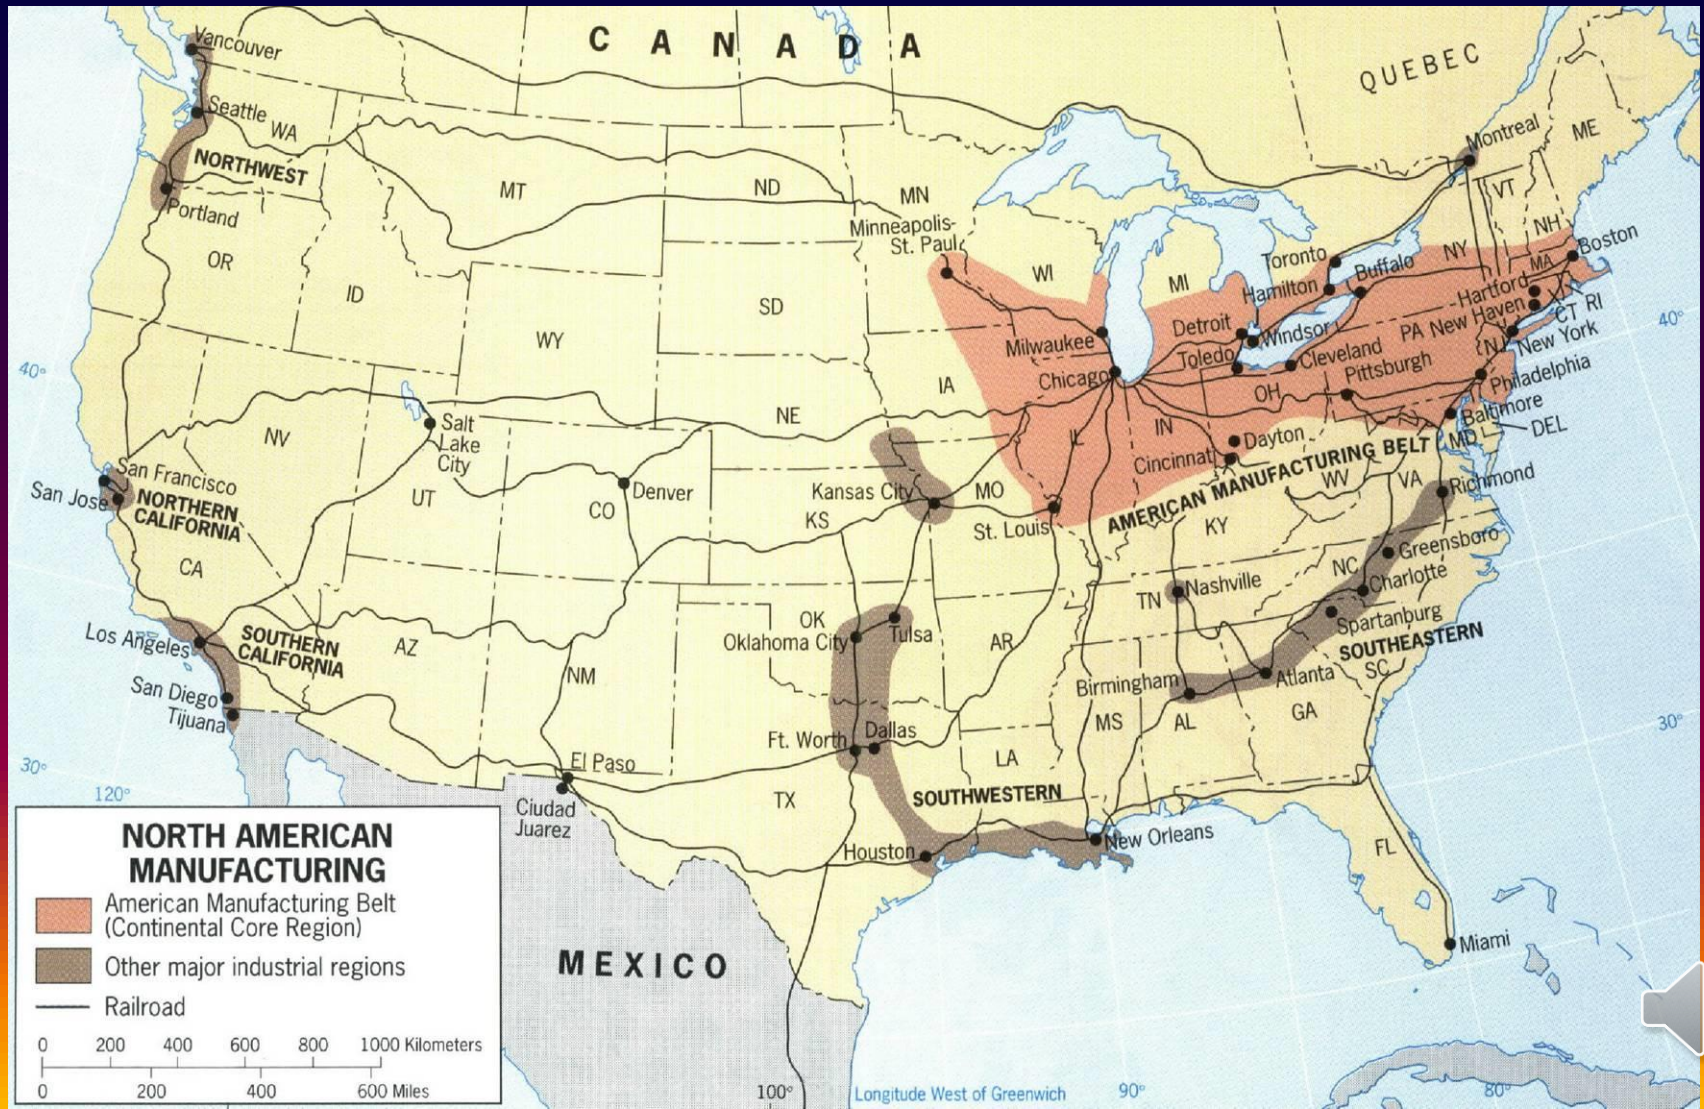 CANADA
QUEBEC
Vancouver
Seattle
WA
NORTHWEST
Portland
OR
ID
MT
ND
MN
Minneapolis-
St. Paul
WI
MI
Montreal
ME
VT
NH
NY
Boston
MA
Toronto
Buffalo
Hamilton
Hartford
New Haven
CT
RI
40°
Detroit
Windsor
PA
NJ
New York
Milwaukee
Toledo
Cleveland
Pittsburgh
Philadelphia
Chicago
OH
Baltimore
MD
DEL
SD
WY
40°
IA
NE
NV
Salt
Lake
City
IL
IN
Dayton
Cincinnati
AMERICAN MANUFACTURING BELT
WV
VA
Richmond
San Francisco
San Jose
NORTHERN
CALIFORNIA
UT
CO
Denver
Kansas City
KS
MO
St. Louis
KY
CA
Greensboro
NC
Charlotte
Nashville
TN
Spartanburg
SOUTHEASTERN
SC
Los Angeles
SOUTHERN
CALIFORNIA
AZ
NM
OK
Oklahoma City
Tulsa
AR
San Diego
Tijuana
Birmingham
Atlanta
MS
AL
GA
30°
Ft. Worth
Dallas
LA
30°
120°
El Paso
Ciudad
Juarez
TX
SOUTHWESTERN
Houston
New Orleans
FL
Miami
MEXICO
NORTH AMERICAN
MANUFACTURING
American Manufacturing Belt
(Continental Core Region)
Other major industrial regions
Railroad
0 200 400 600 800 1000 Kilometers
0 200 400 600 Miles
100°
Longitude West of Greenwich
90°
80°